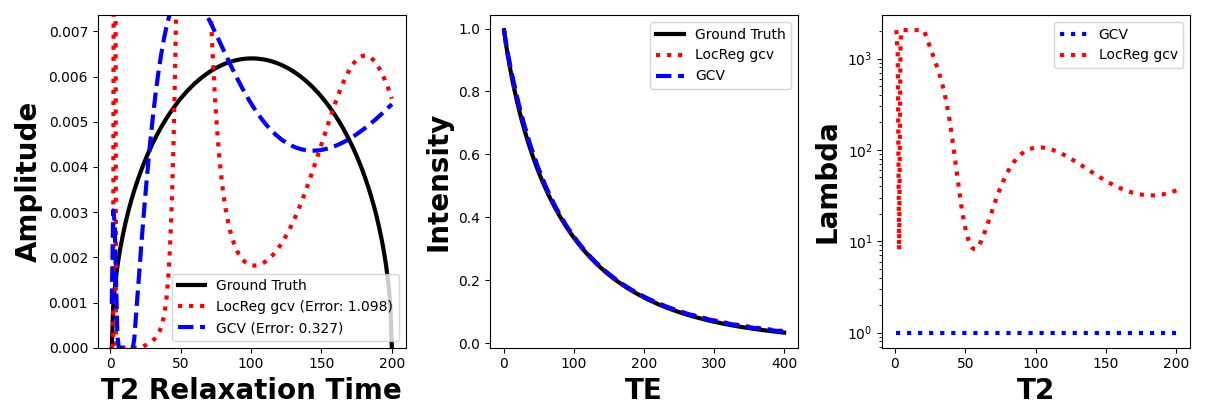 Amplitude
0.007
0.006
0.005
0.004
0.003
0.002
0.001
0.000
0 50 100 150 200
T2 Relaxation Time
Ground Truth
LocReg gcv (Error: 1.098)
GCV (Error: 0.327)
Intensity
1.0
0.8
0.6
0.4
0.2
0.0
0 100 200 300 400
TE
Ground Truth
LocReg gcv
GCV
Lambda
10³
10²
10¹
10⁰
0 50 100 150 200
T2
GCV
LocReg gcv